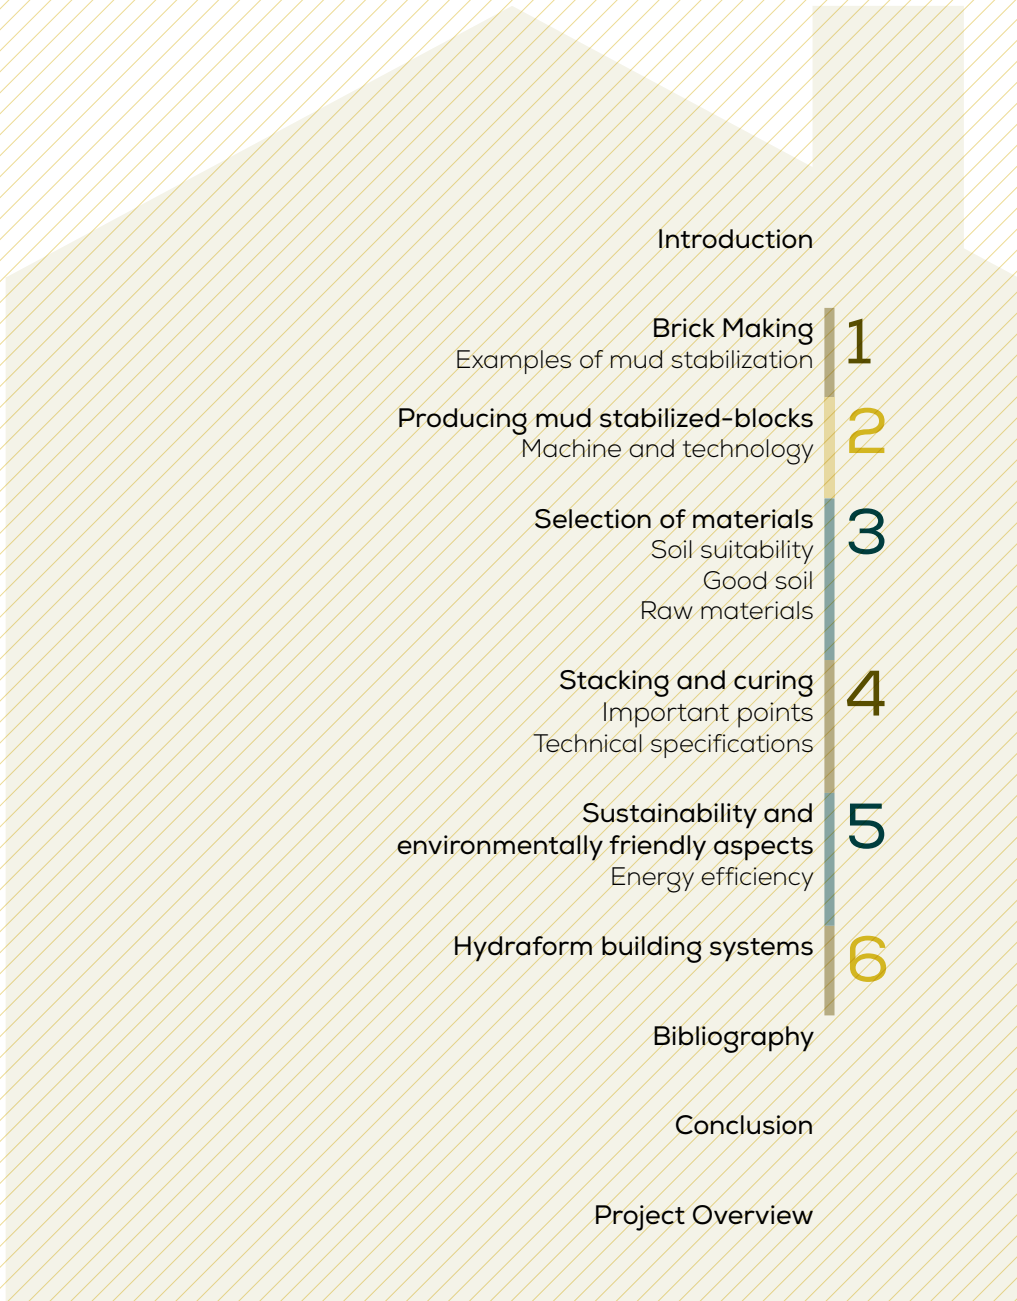 Introduction
Brick Making
1
Examples of mud stabilization
Producing mud stabilized-blocks
2
Machine and technology
Selection of materials
3
Soil suitability
Good soil
Raw materials
Stacking and curing
4
Important points
Technical specifications
Sustainability and
5
environmentally friendly aspects
Energy efficiency
Hydraform building systems
6
Bibliography
Conclusion
Project Overview